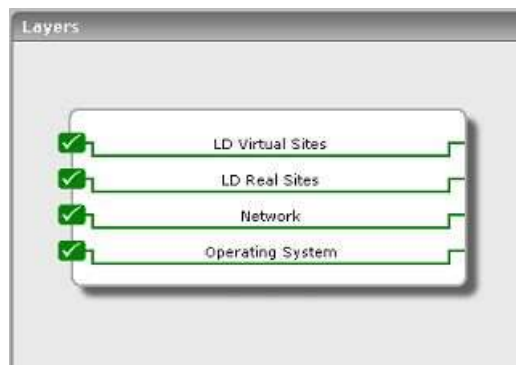 Layers
LD Virtual Sites
LD Real Sites
Network
Operating System